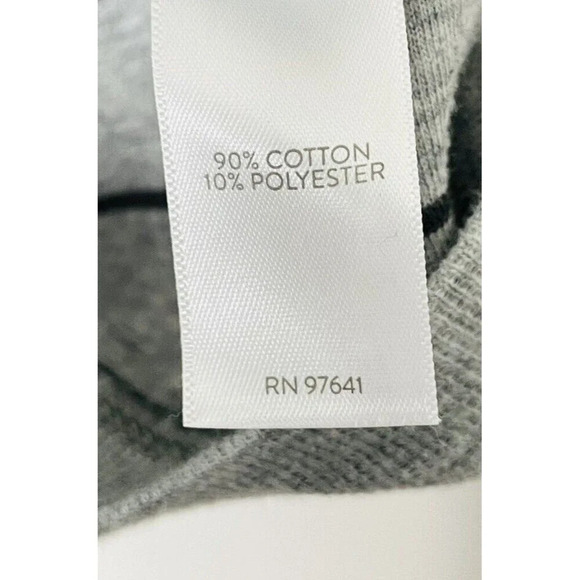 90% COTTON
10% POLYESTER
RN 97641